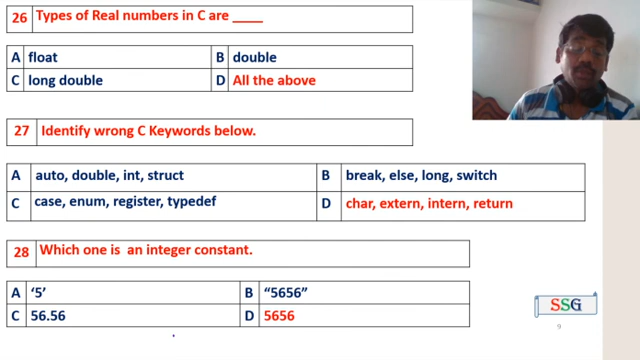 26 Types of Real numbers in C are ____
A float B double
C long double D All the above
27 Identify wrong C Keywords below.
A auto, double, int, struct B break, else, long, switch
C case, enum, register, typedef D char, extern, intern, return
28 Which one is an integer constant.
A ‘5’ B “5656”
C 56.56 D 5656
SSG
9